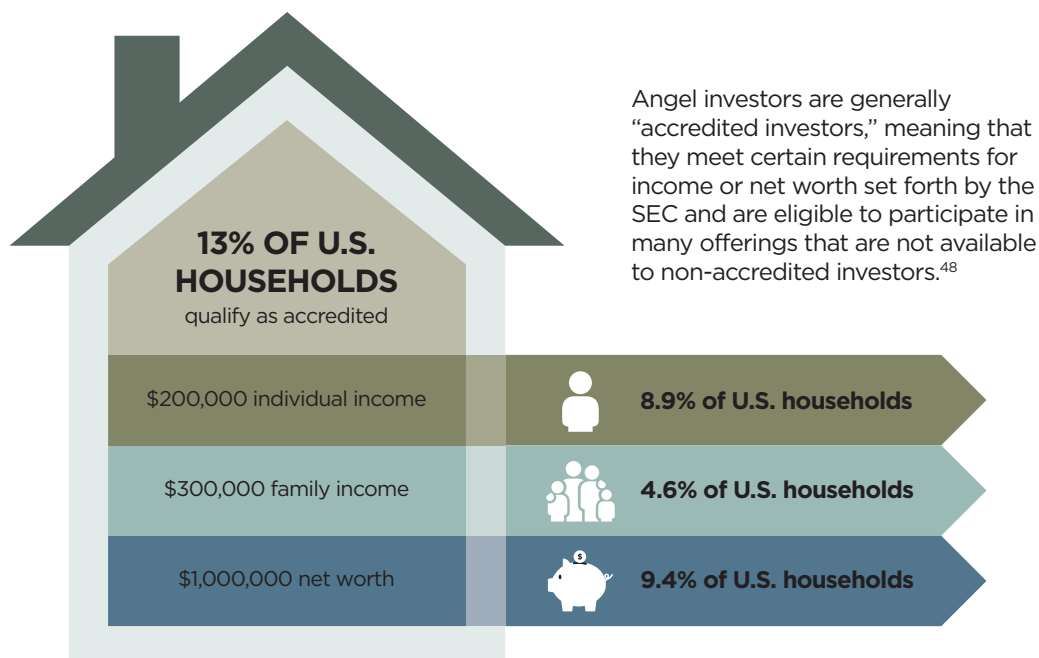 Angel investors are generally
“accredited investors,” meaning that
they meet certain requirements for
income or net worth set forth by the
SEC and are eligible to participate in
many offerings that are not available
to non-accredited investors.48
13% OF U.S.
HOUSEHOLDS
qualify as accredited
$200,000 individual income
8.9% of U.S. households
$300,000 family income
4.6% of U.S. households
$1,000,000 net worth
$
9.4% of U.S. households